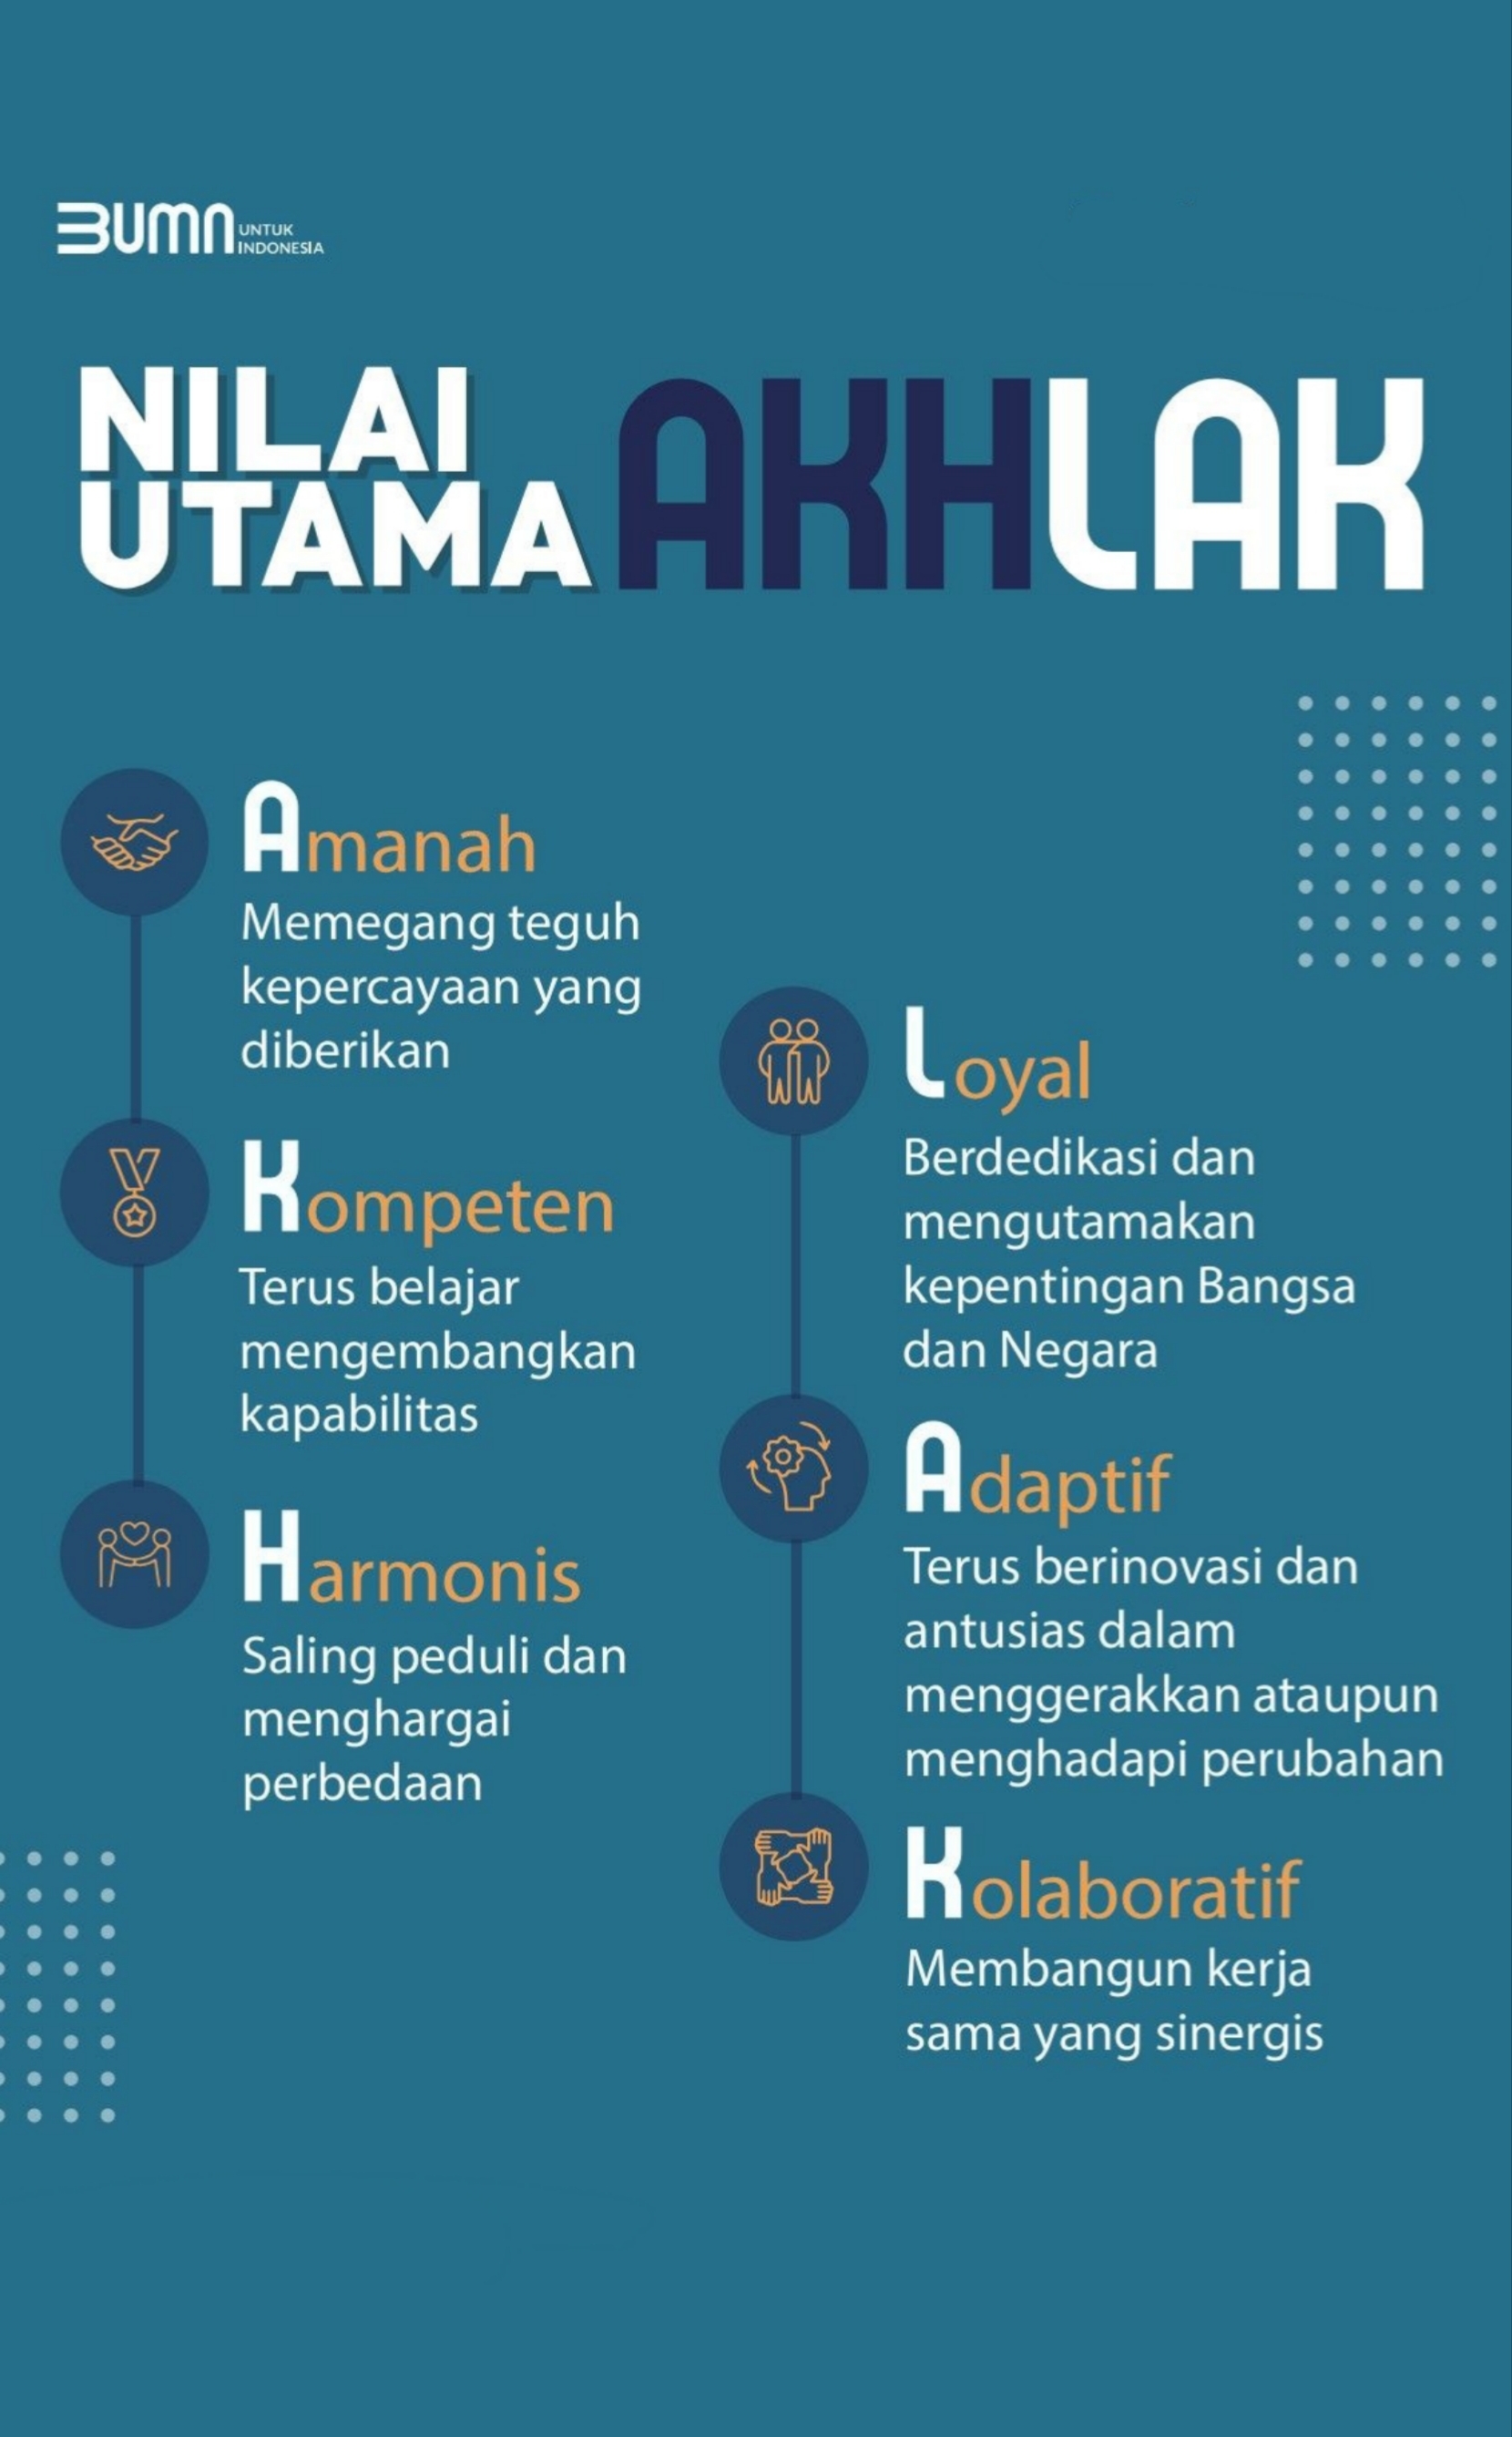 BUMN UNTUK
INDONESIA
NILAI
UTAMA AKHLAK
Amanah
Memegang teguh
kepercayaan yang
diberikan
Kompeten
Terus belajar
mengembangkan
kapabilitas
Harmonis
Saling peduli dan
menghargai
perbedaan
Loyal
Berdedikasi dan
mengutamakan
kepentingan Bangsa
dan Negara
Adaptif
Terus berinovasi dan
antusias dalam
menggerakkan ataupun
menghadapi perubahan
Kolaboratif
Membangun kerja
sama yang sinergis